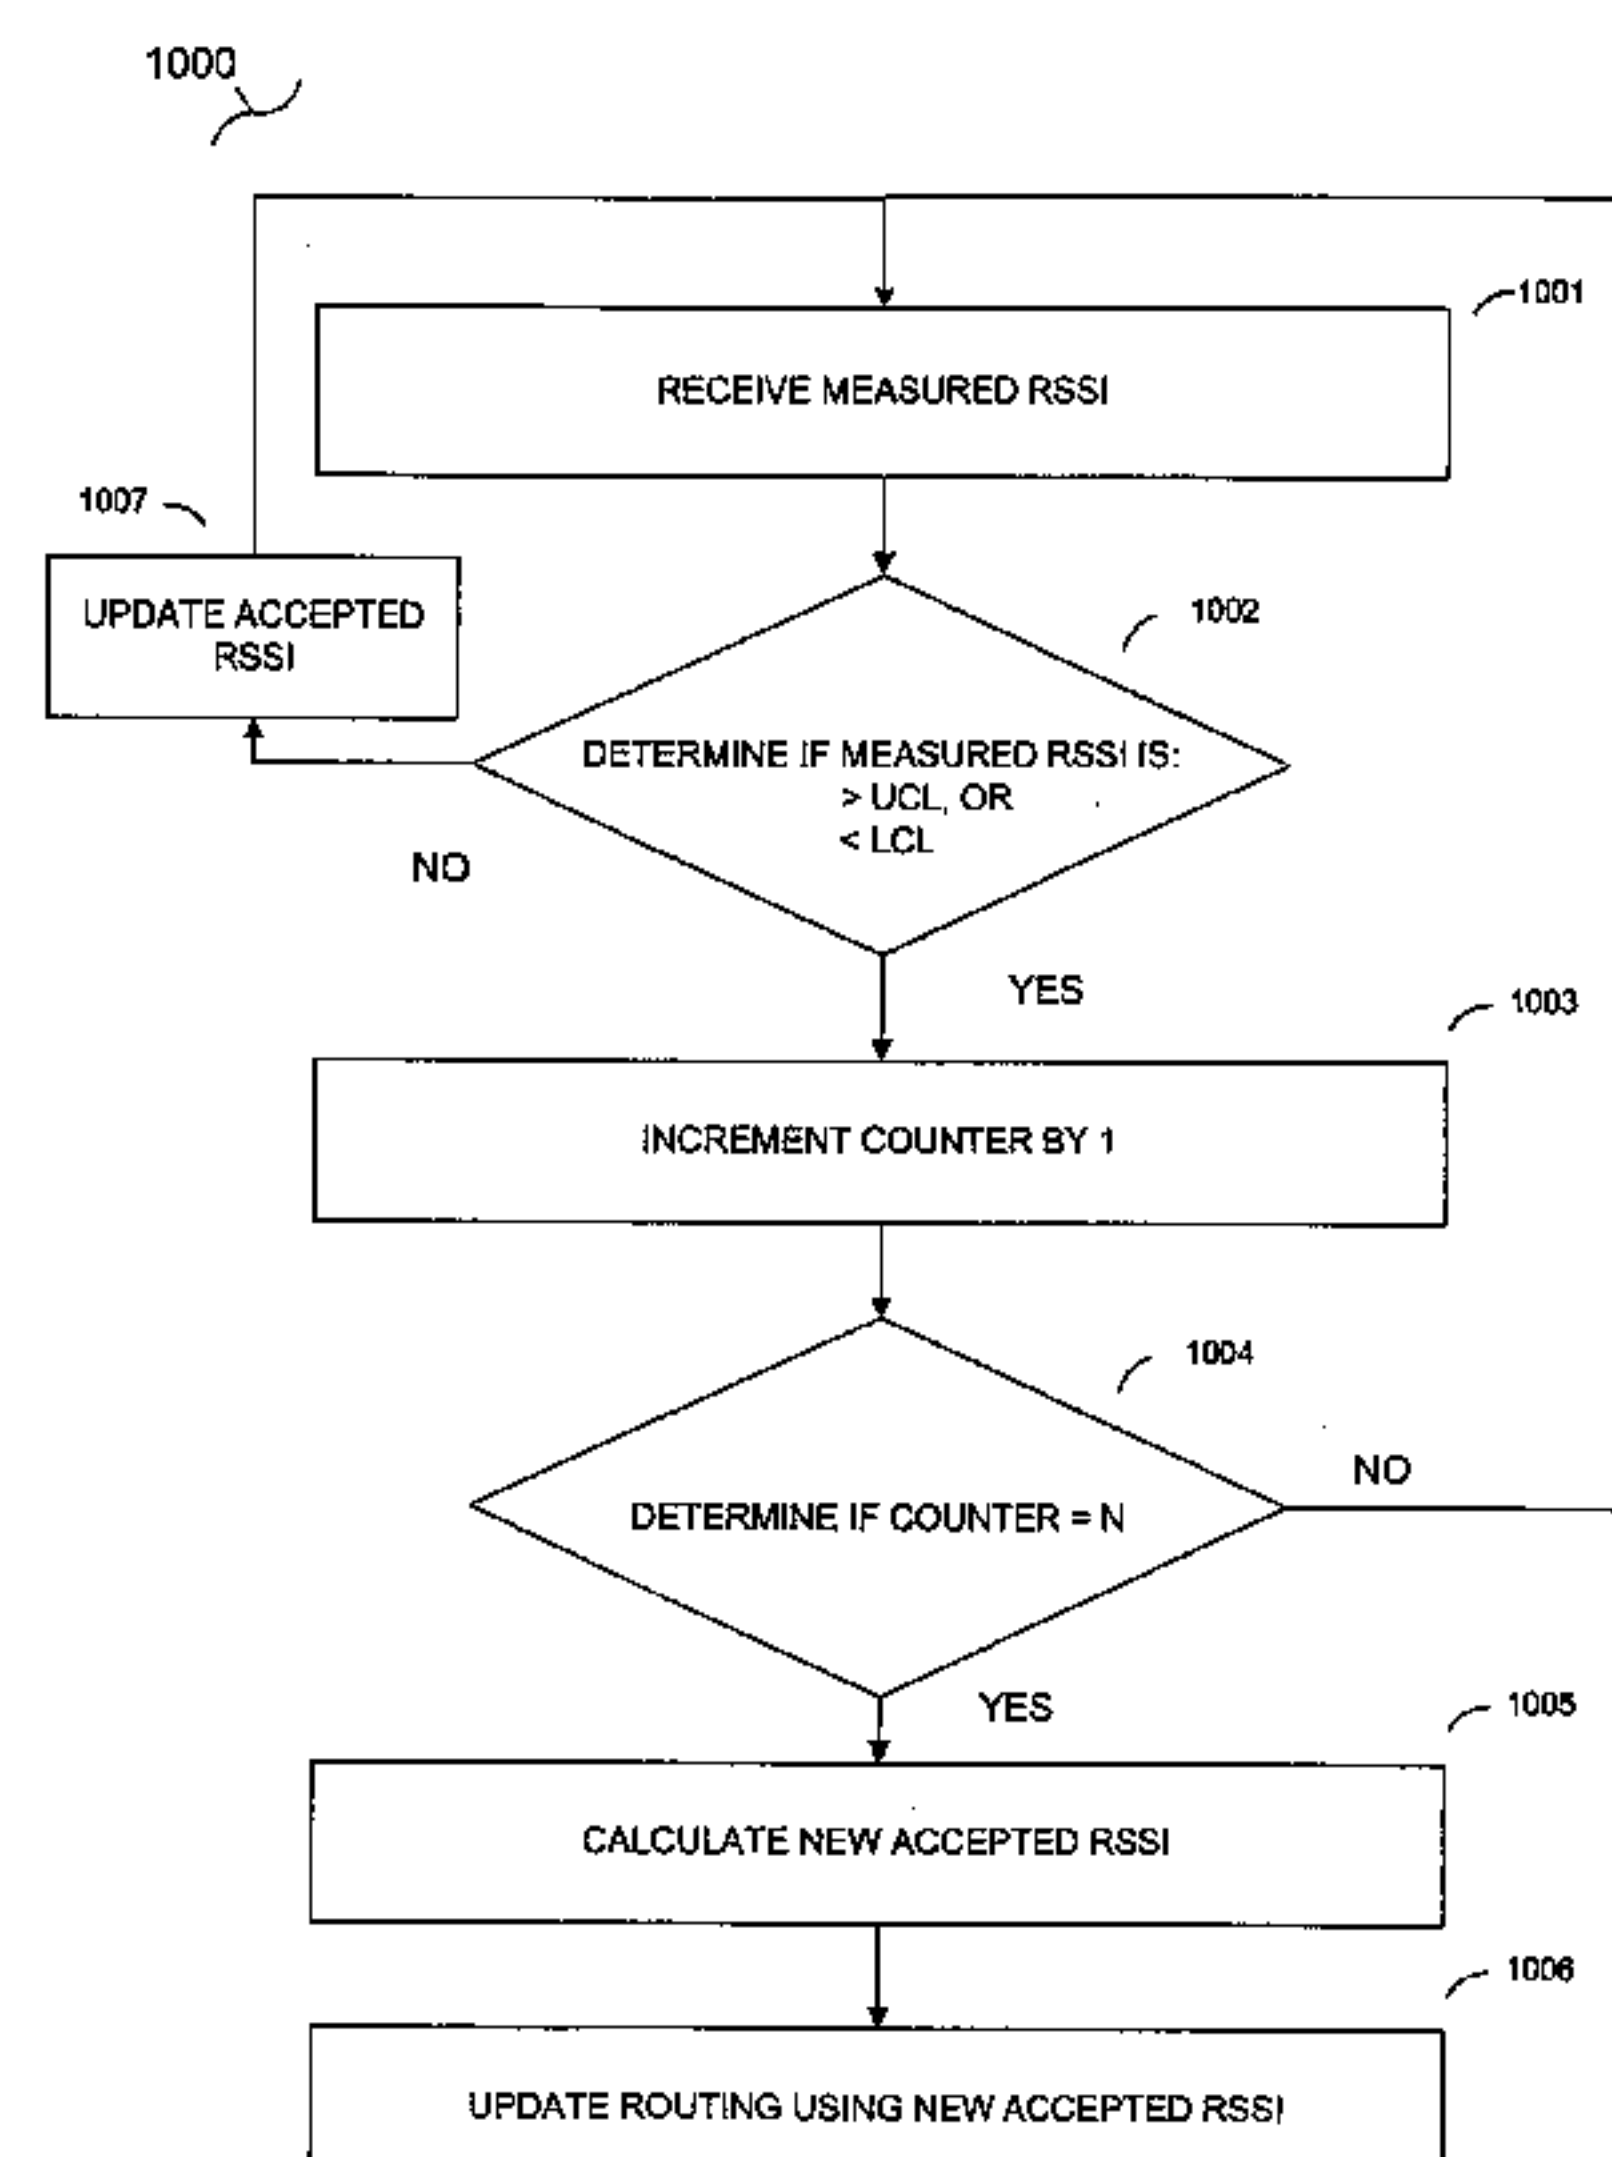 1000
1001
RECEIVE MEASURED RSSI
1007
UPDATE ACCEPTED
RSSI
1002
DETERMINE IF MEASURED RSSI IS:
> UCL, OR
< LCL
NO
YES
1003
INCREMENT COUNTER BY 1
1004
NO
DETERMINE IF COUNTER = N
YES
1005
CALCULATE NEW ACCEPTED RSSI
1006
UPDATE ROUTING USING NEW ACCEPTED RSSI